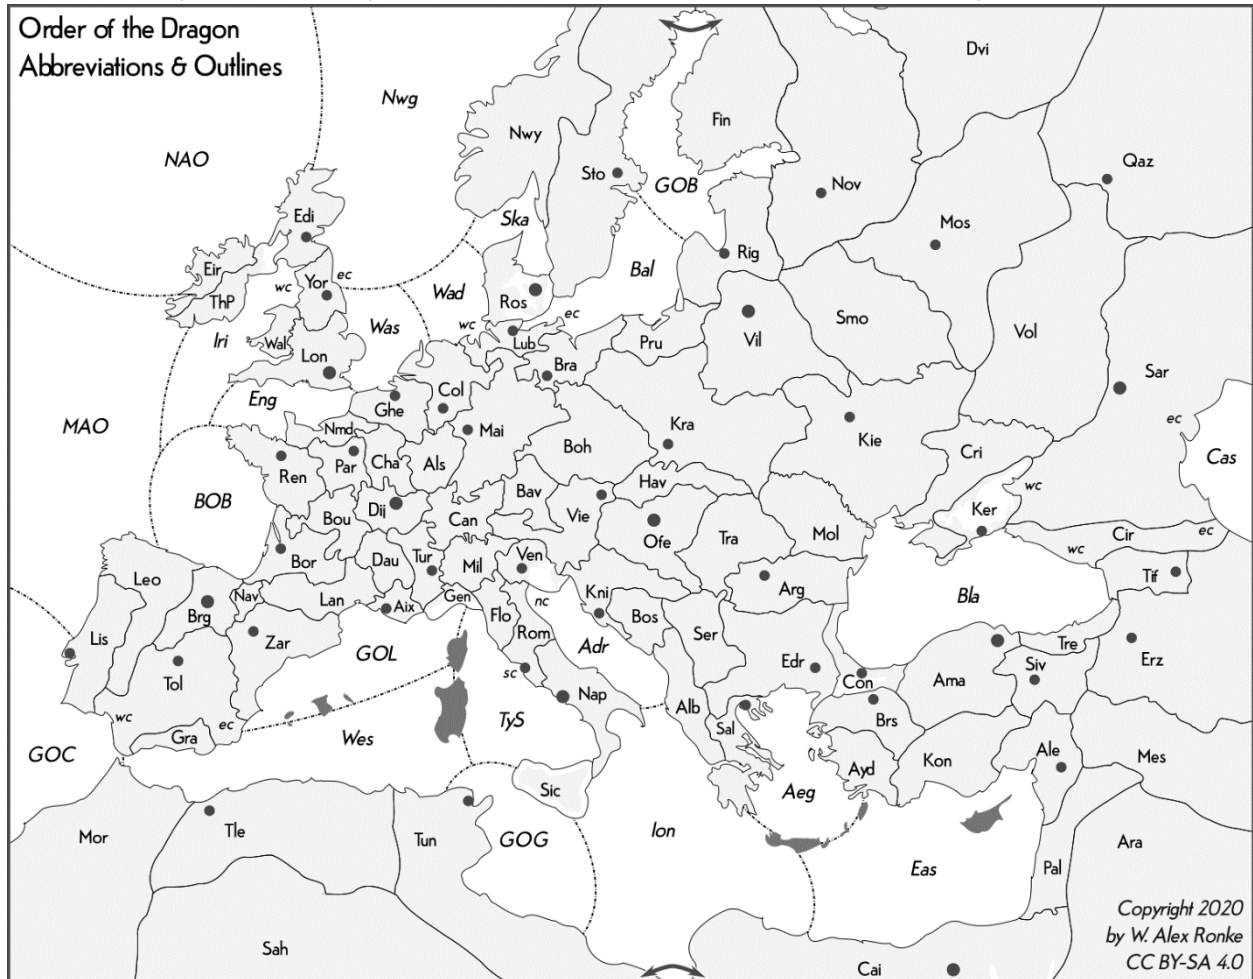 Order of the Dragon
Abbreviations & Outlines
Nwg
Dvi
NAO
Nwy
Fin
Sto
GOB
Nov
Qaz
Edi
Ska
Mos
Eir
Yor
ec
Bal
Rig
ThP
wc
Wad
Ros
Iri
Was
wc
ec
Smo
Vol
Wal
Lon
Lub
Pru
Vil
Bra
Sar
Eng
Ghe
Col
MAO
Nmd
Mai
Kra
Kie
ec
Par
Cha
Als
Boh
Cri
Cas
Ren
Hav
wc
BOB
Dij
Bav
Vie
Ker
Bou
Can
Ofe
Tra
Mol
Cir
ec
Bor
Dau
Tur
Mil
Ven
wc
Tif
Leo
Nav
Lan
Aix
Gen
nc
Kni
Arg
Bla
Brg
Flo
Bos
Ser
Lis
Zar
Rom
Adr
Tre
GOL
sc
Edr
Con
Ama
Siv
Erz
Tol
Nap
Alb
Brs
wc
ec
Wes
TyS
Sal
Gra
Kon
Ale
Mes
GOC
Ayd
Sic
Aeg
Mor
Tle
Tun
GOG
Ion
Eas
Pal
Ara
Sah
Cai
Copyright 2020
by W. Alex Ronke
CC BY-SA 4.0